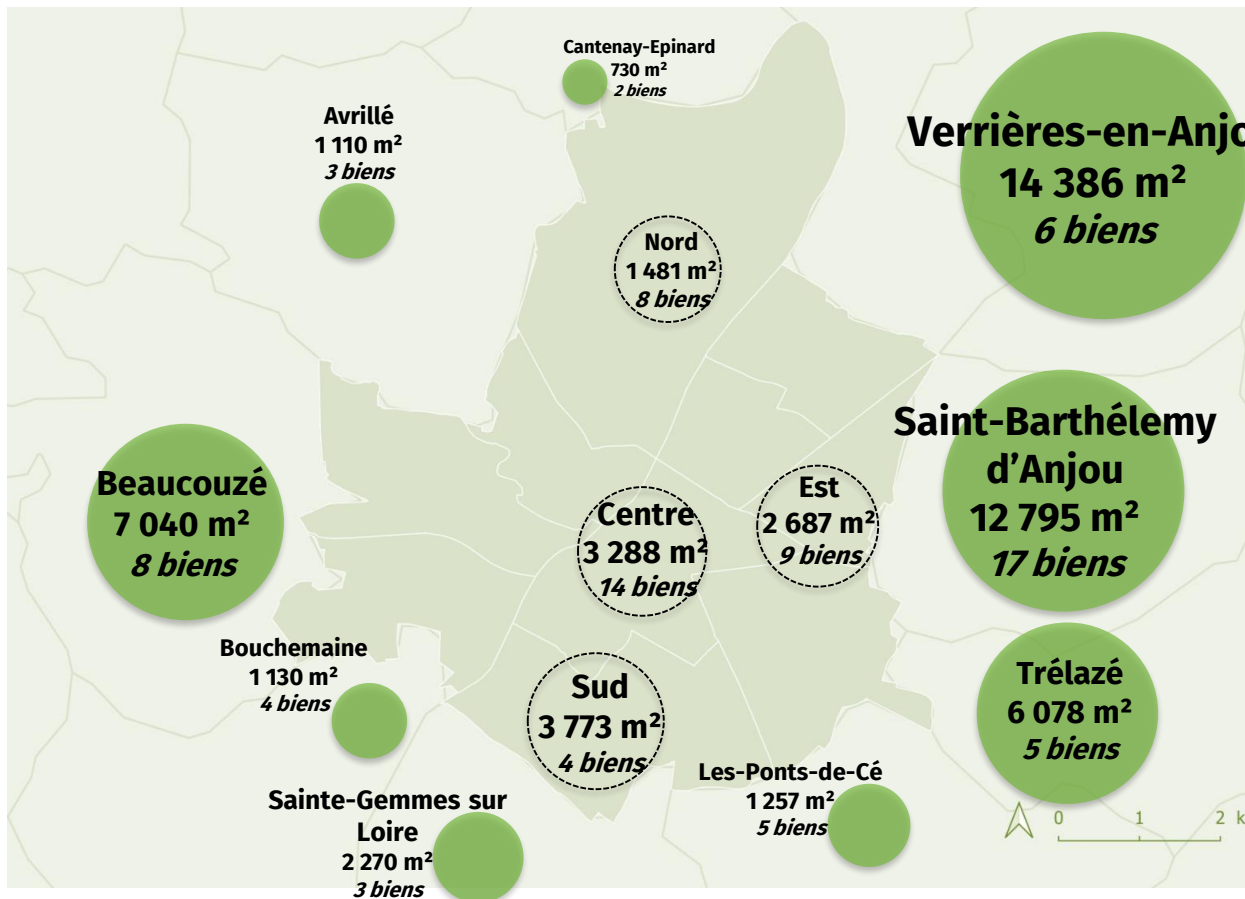 Cantenay-Epinard
730 m²
2 biens
Avrillé
1 110 m²
3 biens
Verrières-en-Anjo
14 386 m²
6 biens
Nord
1 481 m²
8 biens
Saint-Barthélemy
d’Anjou
12 795 m²
17 biens
Beaucouzé
7 040 m²
8 biens
Centre
3 288 m²
14 biens
Est
2 687 m²
9 biens
Bouchemaine
1 130 m²
4 biens
Sud
3 773 m²
4 biens
Trélazé
6 078 m²
5 biens
Sainte-Gemmes sur
Loire
2 270 m²
3 biens
Les-Ponts-de-Cé
1 257 m²
5 biens
0 1 2 k